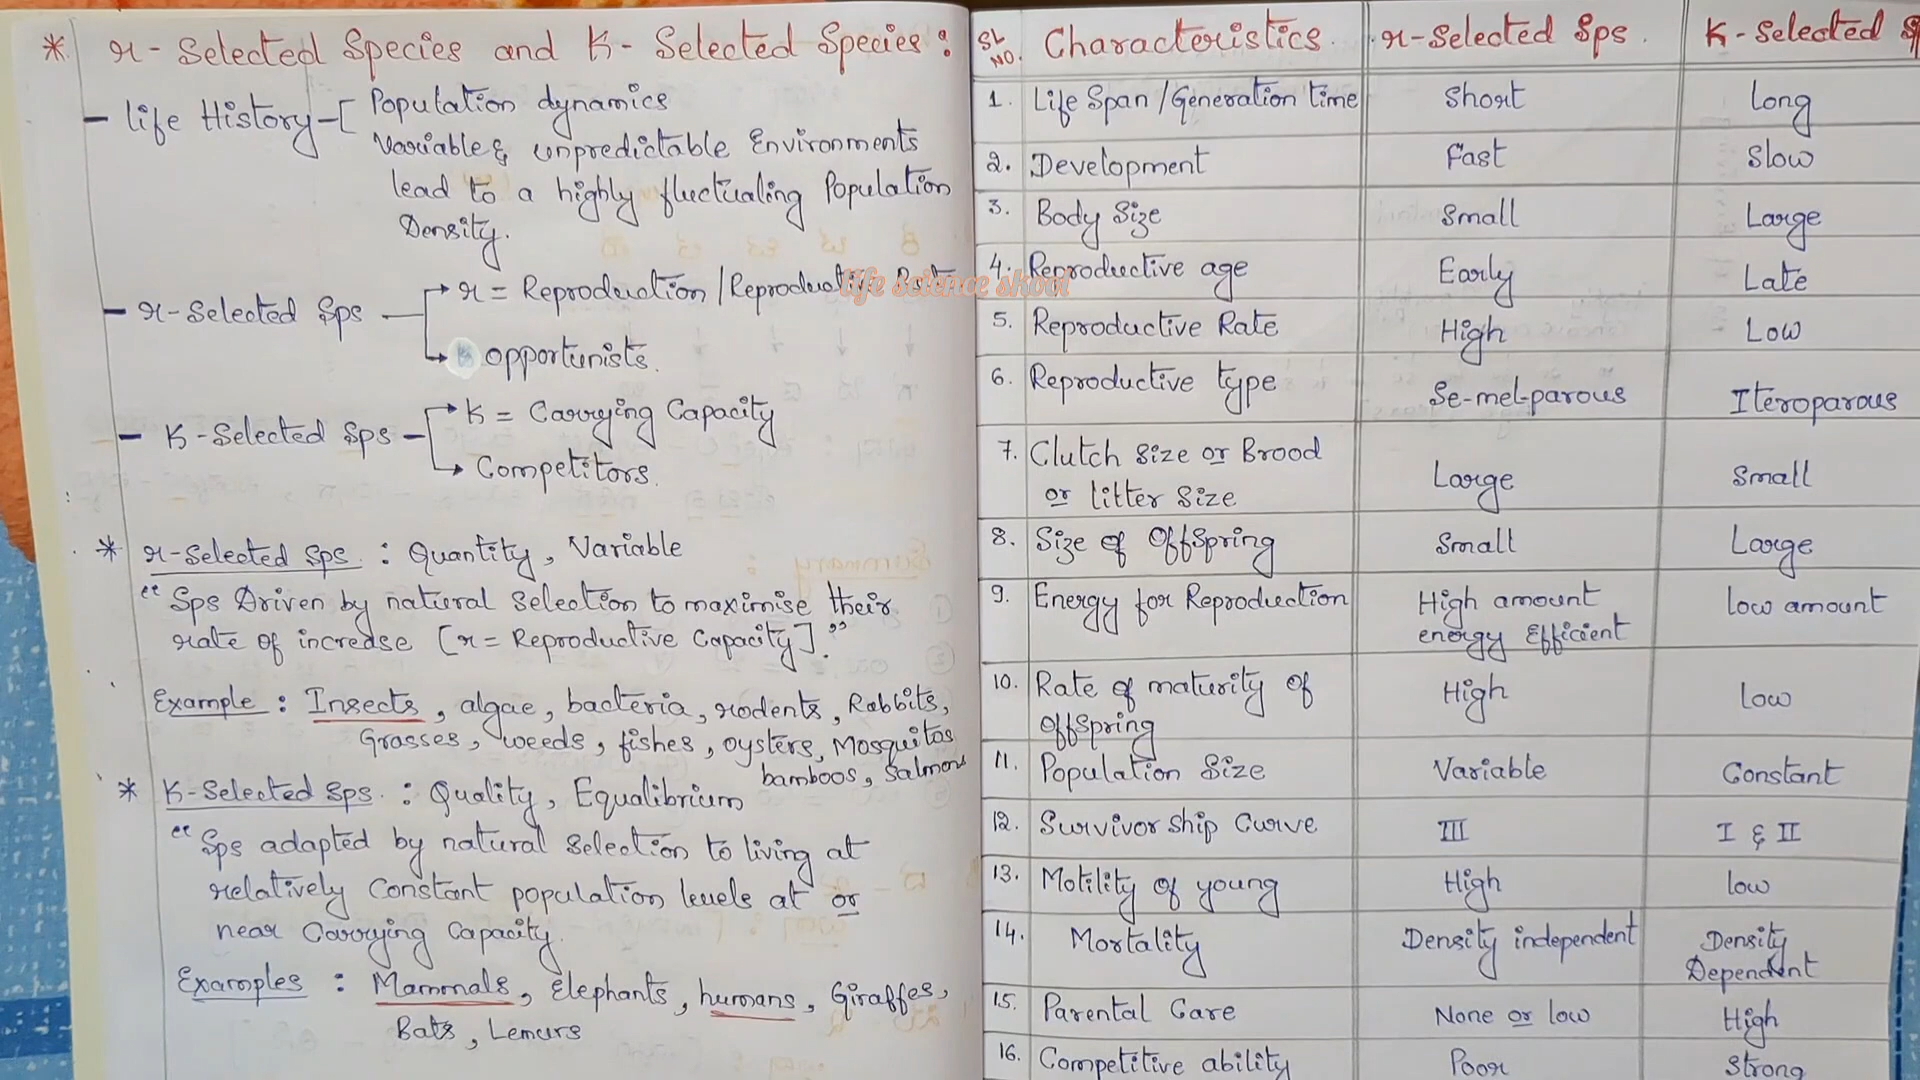 * r-Selected Species and K-Selected Species:
- life History-[ Population dynamics
Variable & unpredictable Environments
lead to a highly fluctuating Population
Density.
- r-Selected Sps → r = Reproduction / Reproductive Rate
→ opportunists.
- K-Selected Sps → K = Carrying Capacity
→ Competitors.
* r-Selected Sps. : Quantity, Variable
"Sps Driven by natural Selection to maximise their
rate of increase [r = Reproductive Capacity]."
Example : Insects, algae, bacteria, rodents, Rabbits,
Grasses, weeds, fishes, oysters, Mosquitos
bamboos, Salmons
* K-Selected Sps. : Quality, Equalibrium
"Sps adapted by natural Selection to living at
relatively Constant population levels at or
near Carrying Capacity.
Examples : Mammals, Elephants, humans, Giraffes,
Bats, Lemurs
life science skool
SL NO. Characteristics. r-Selected Sps. K-Selected
1. Life Span / Generation time Short Long
2. Development Fast Slow
3. Body Size Small Large
4. Reproductive age Early Late
5. Reproductive Rate High Low
6. Reproductive type Se-mel-parous Iteroparous
7. Clutch Size or Brood
or litter Size Large Small
8. Size of Offspring Small Large
9. Energy for Reproduction High amount low amount
energy Efficient
10. Rate of maturity of High low
Offspring
11. Population Size Variable Constant
12. Survivor Ship Curve III I & II
13. Motility of young High low
14. Mortality Density independent Density
Dependent
15. Parental Care None or low High
16. Competitive ability Poor Strong